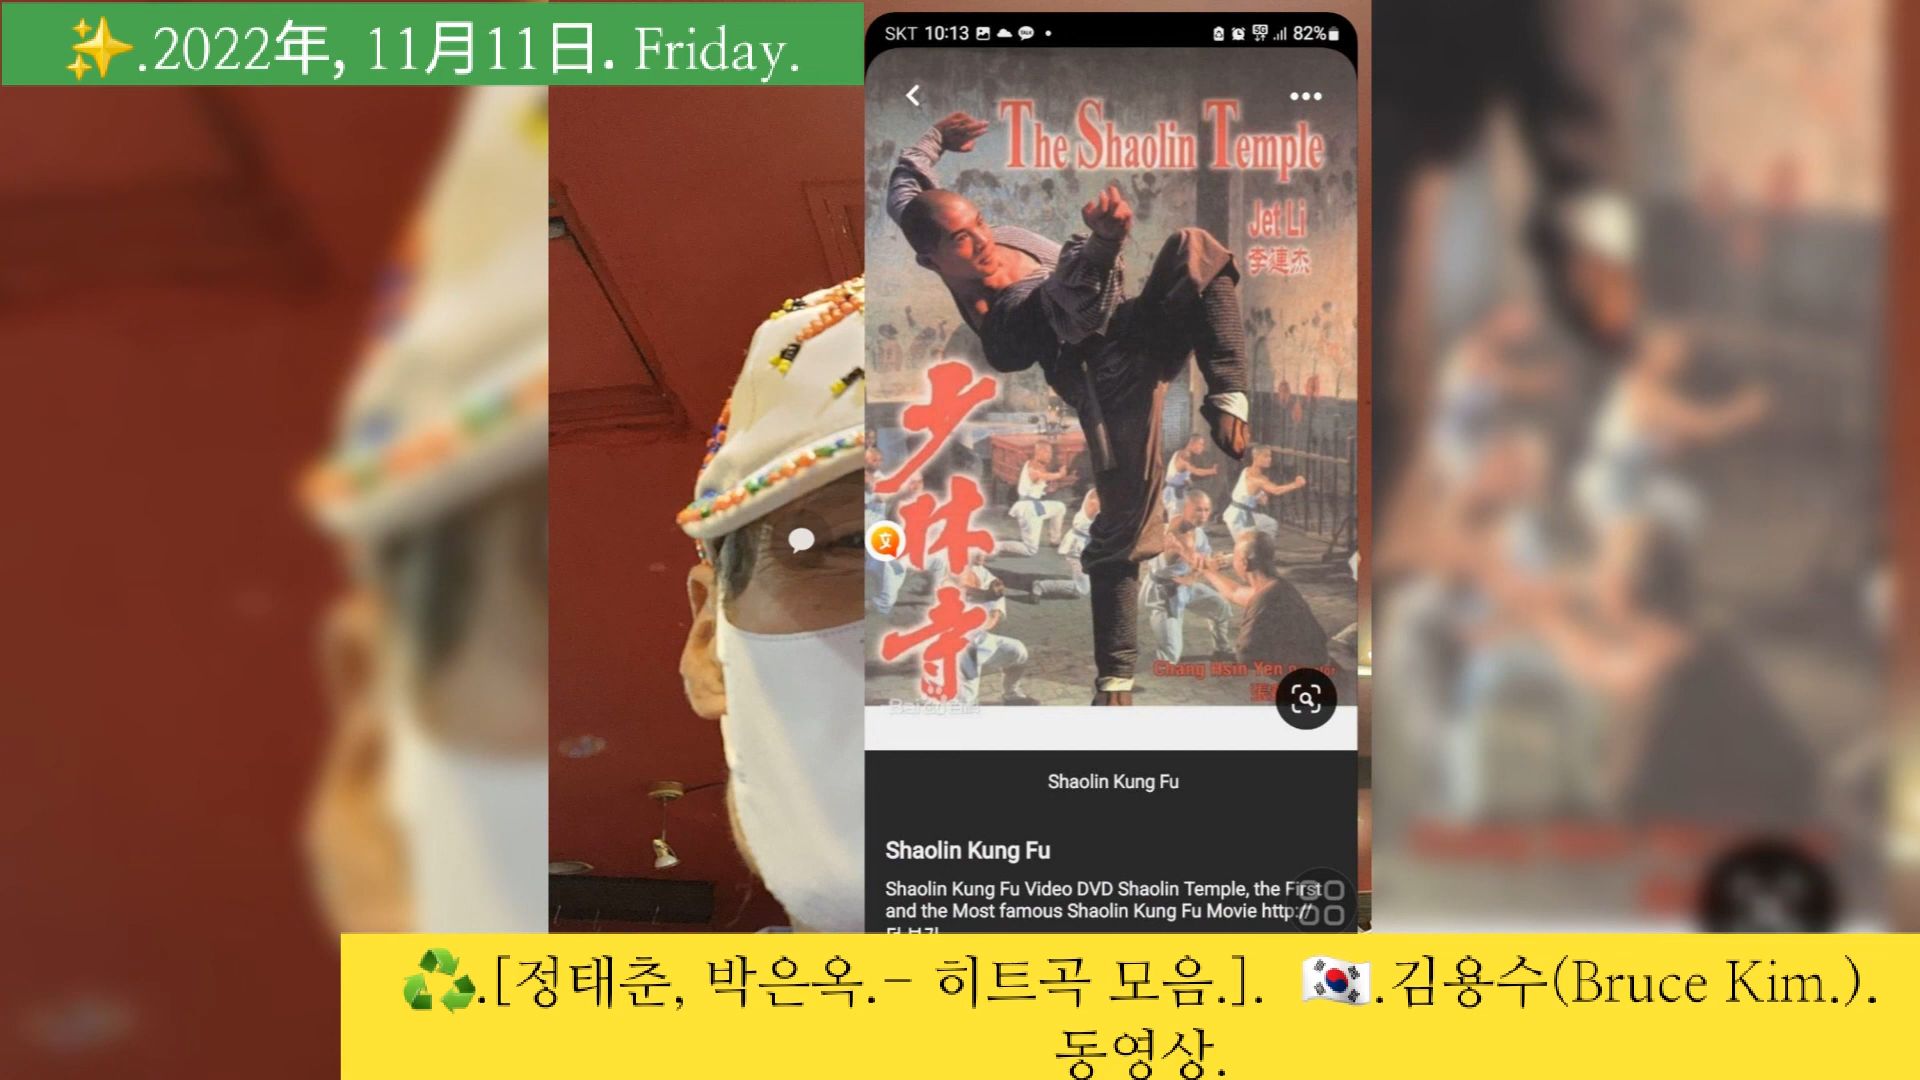 ✨.2022年, 11月11日. Friday.
SKT 10:13
82%
The Shaolin Temple
Jet Li
李連杰
少林寺
Chang Hsin Yen
Shaolin Kung Fu
Shaolin Kung Fu
Shaolin Kung Fu Video DVD Shaolin Temple, the First
and the Most famous Shaolin Kung Fu Movie http://
♻️.[정태춘, 박은옥.- 히트곡 모음.]. 🇰🇷.김용수(Bruce Kim.).
동영상.